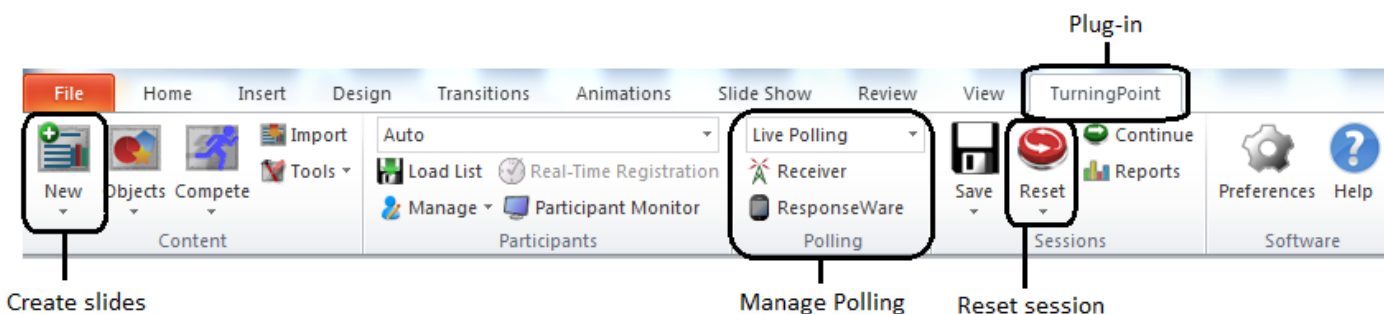 Plug-in
File Home Insert Design Transitions Animations Slide Show Review View TurningPoint
New
Objects
Compete
Import
Tools
Content
Auto
Load List Real-Time Registration
Manage Participant Monitor
Participants
Live Polling
Receiver
ResponseWare
Polling
Save
Reset
Continue
Reports
Sessions
Preferences
Help
Software
Create slides
Manage Polling
Reset session